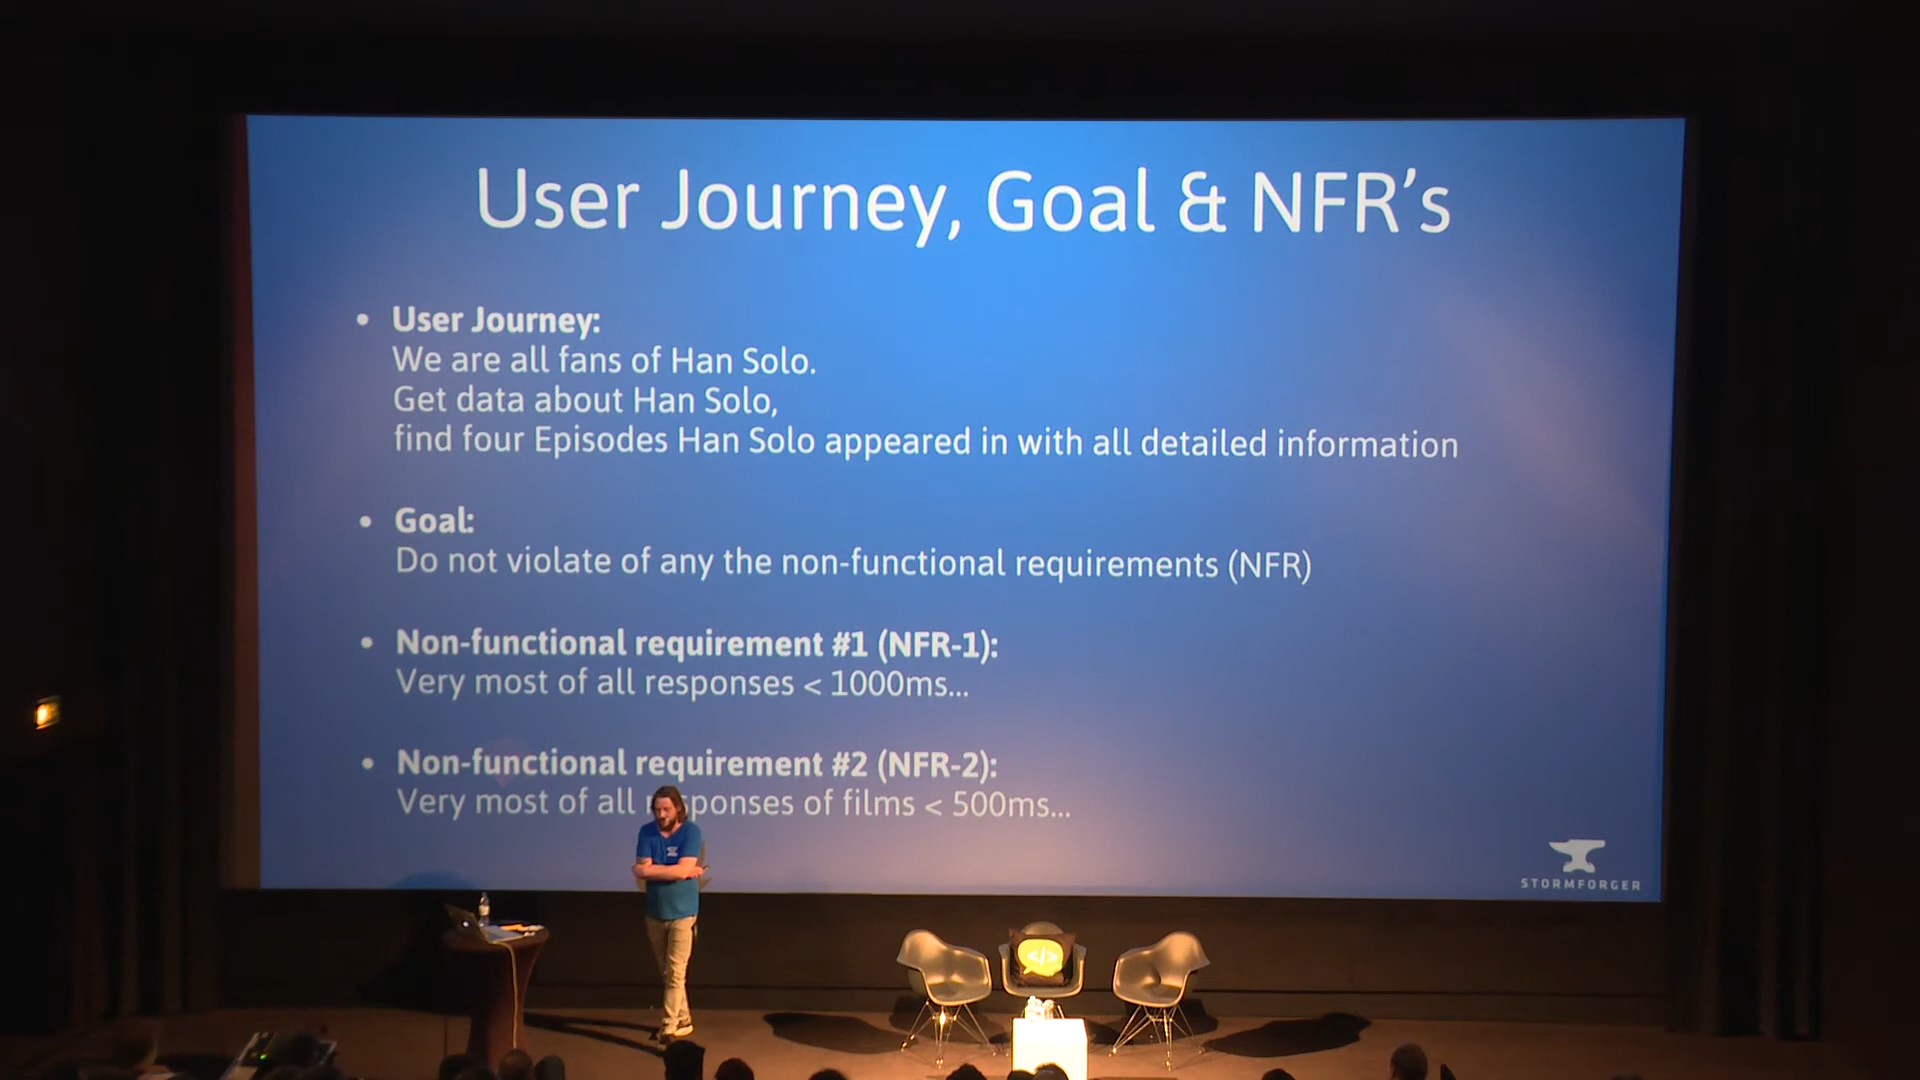 User Journey, Goal & NFR's
• User Journey:
We are all fans of Han Solo.
Get data about Han Solo,
find four Episodes Han Solo appeared in with all detailed information
• Goal:
Do not violate of any the non-functional requirements (NFR)
• Non-functional requirement #1 (NFR-1):
Very most of all responses < 1000ms...
• Non-functional requirement #2 (NFR-2):
Very most of all responses of films < 500ms...
STORMFORGER
</>